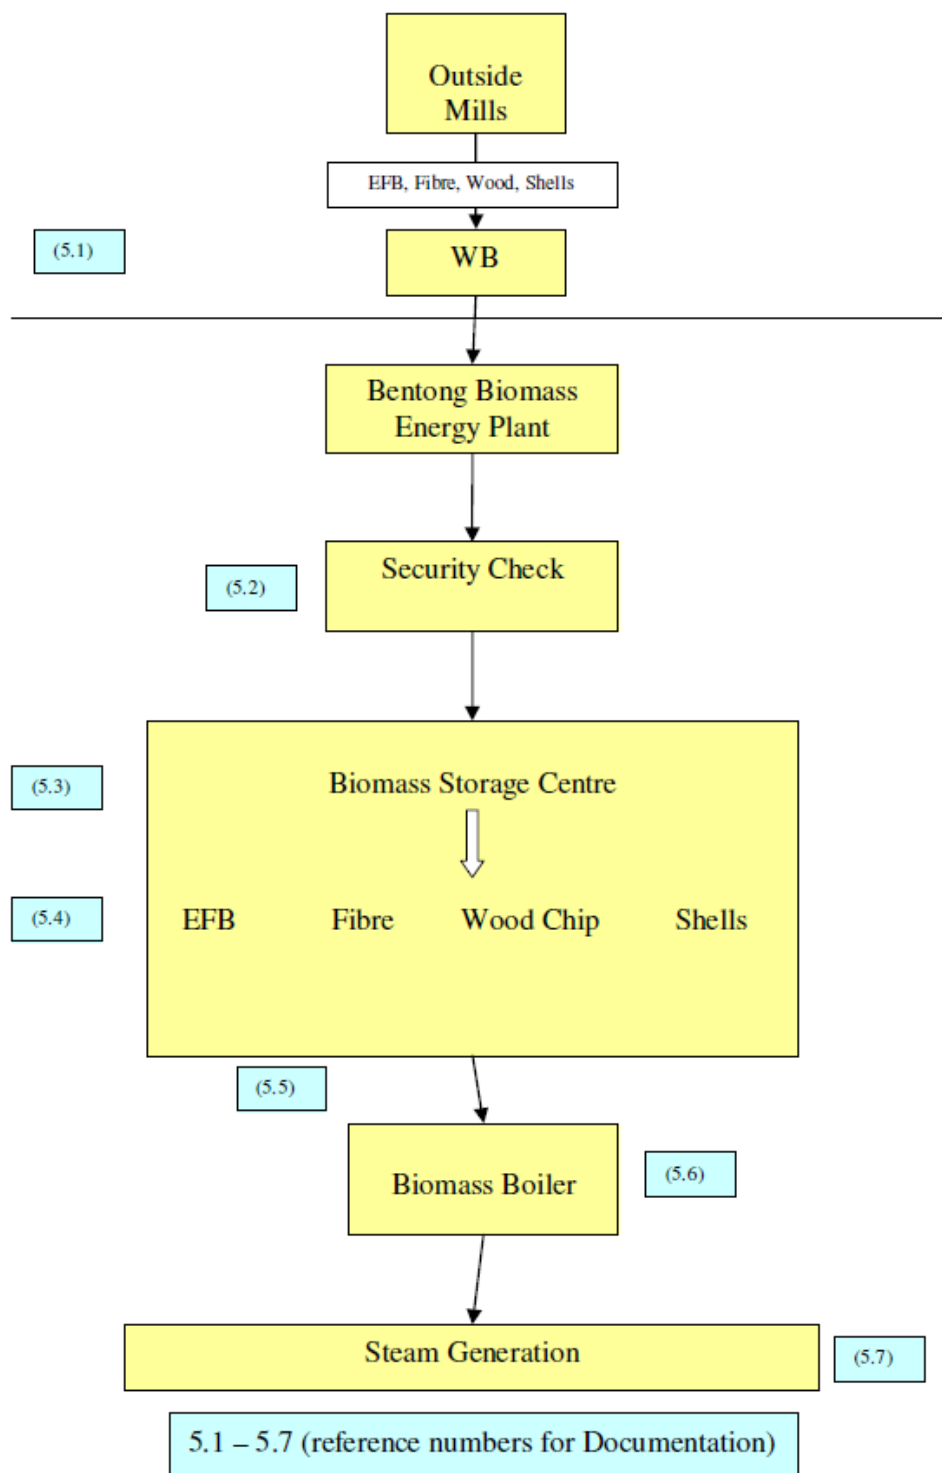 Outside
Mills
EFB, Fibre, Wood, Shells
(5.1)
WB
Bentong Biomass
Energy Plant
Security Check
(5.2)
Biomass Storage Centre
(5.3)
(5.4)
EFB Fibre Wood Chip Shells
(5.5)
Biomass Boiler
(5.6)
Steam Generation
(5.7)
5.1 – 5.7 (reference numbers for Documentation)